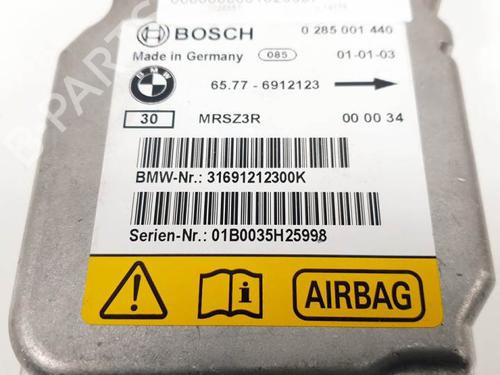 BOSCH
0 285 001 440
Made in Germany
085
01-01-03
BMW
65.77 - 6912123
30
MRSZ3R
00 00 34
BMW-Nr.: 31691212300K
Serien-Nr.: 01B0035H25998
AIRBAG
B-PARTS